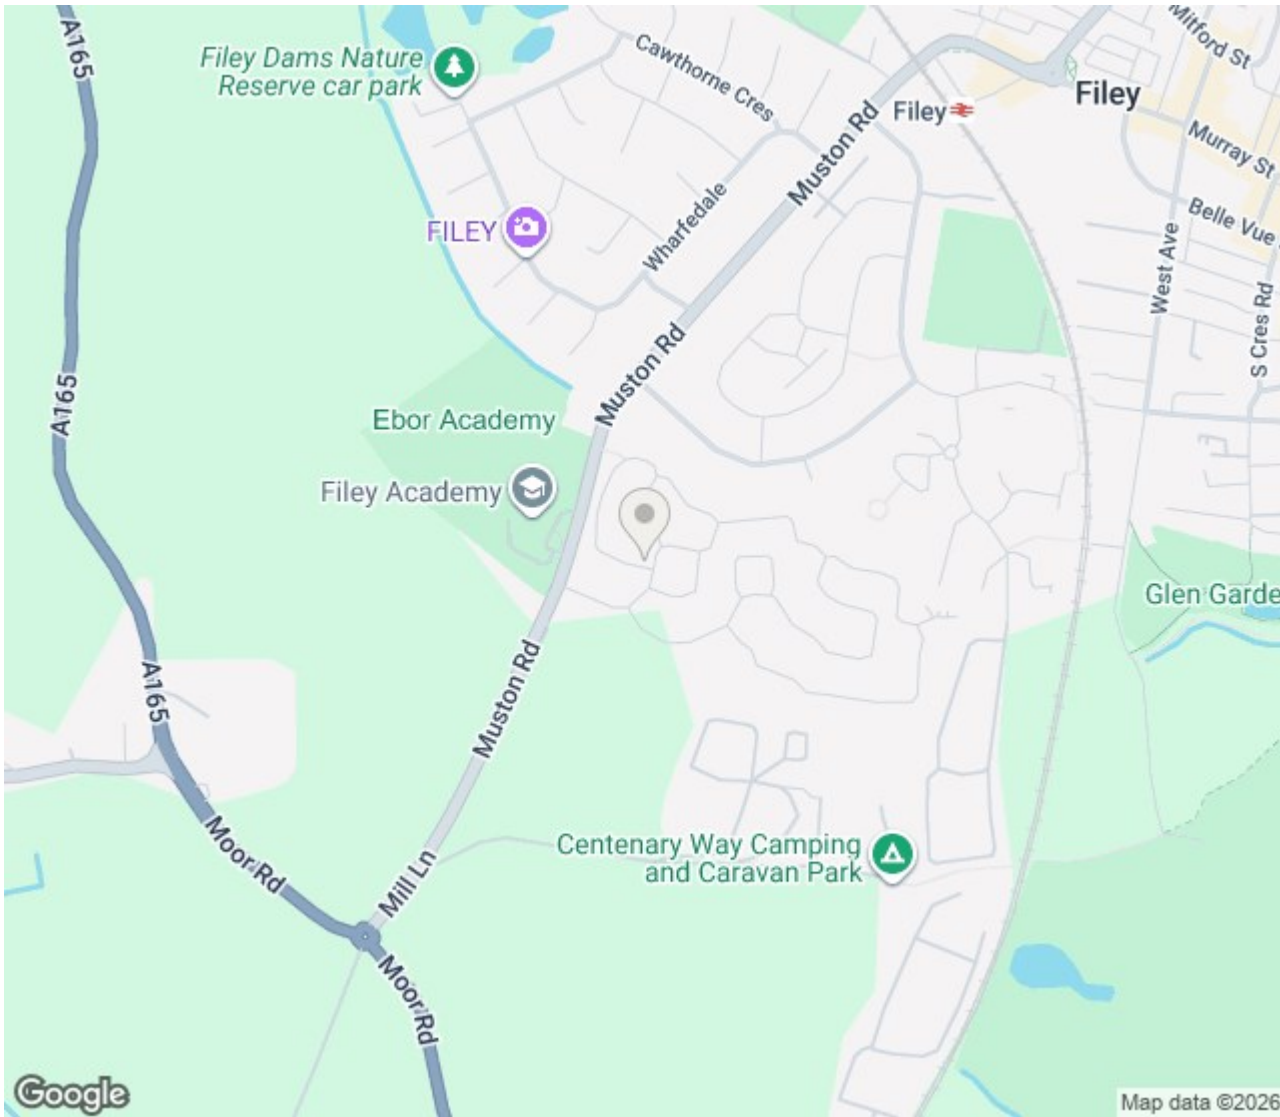 A165
Filey Dams Nature
Reserve car park
Cawthorne Cres
Mitford St
Filey
Filey
Muston Rd
Murray St
Wharfedale
FILEY
Belle Vue
West Ave
S Cres Rd
Muston Rd
A165
Ebor Academy
Filey Academy
Glen Garde
A165
Muston Rd
Centenary Way Camping
and Caravan Park
Moor Rd
Mill Ln
Moor Rd
Google
Map data ©2026